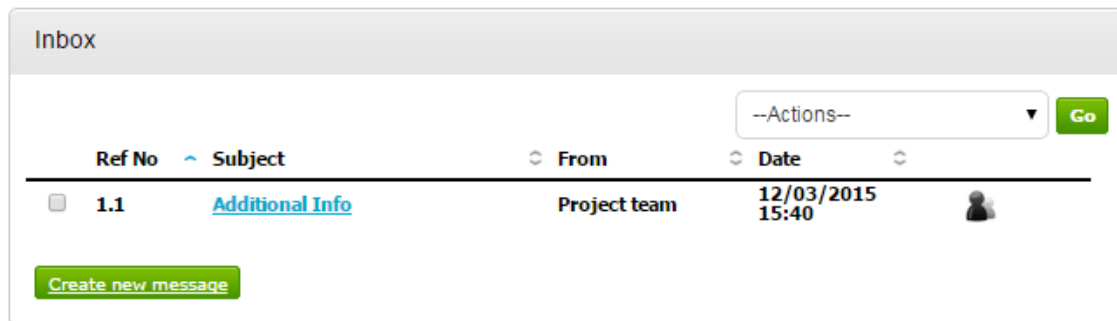 Inbox
--Actions-- Go
Ref No Subject From Date
1.1 Additional Info Project team 12/03/2015
15:40
Create new message